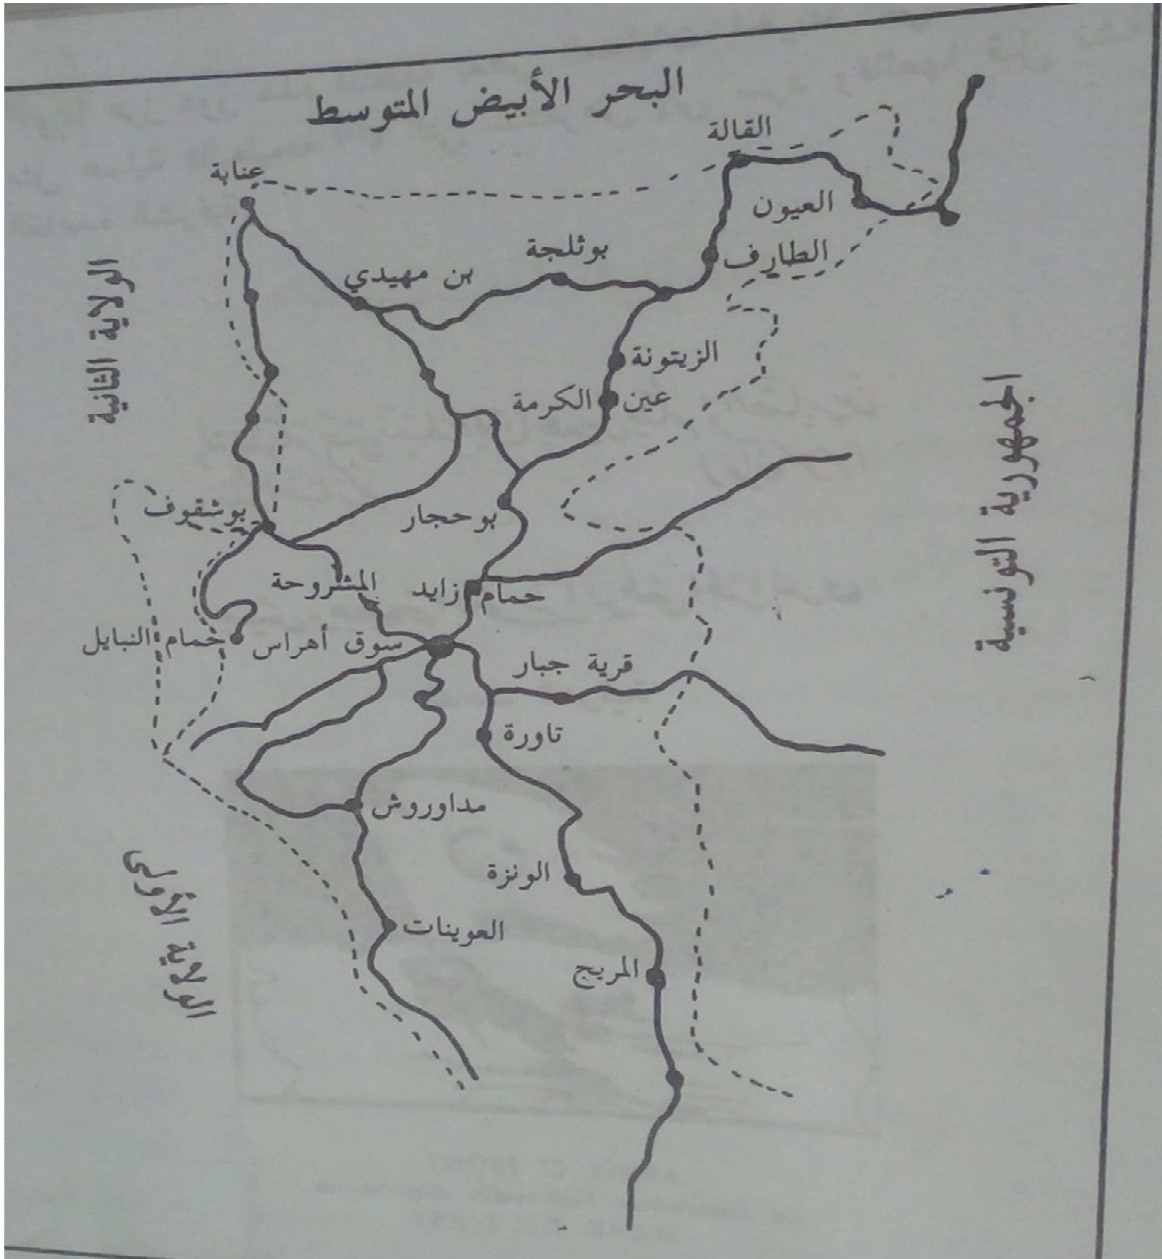 البحر الأبيض المتوسط
القالة
عنابة
العيون
الطارف
بوثلجة
بن مهيدي
الولاية الثانية
الزيتونة
عين الكرمة
الجمهورية التونسية
بوشقوف
بوحجار
المشروحة
حمام زايد
حمام النبايل
سوق أهراس
قرية جبار
تاورة
مداوروش
الونزة
العوينات
المريج
الولاية الأولى